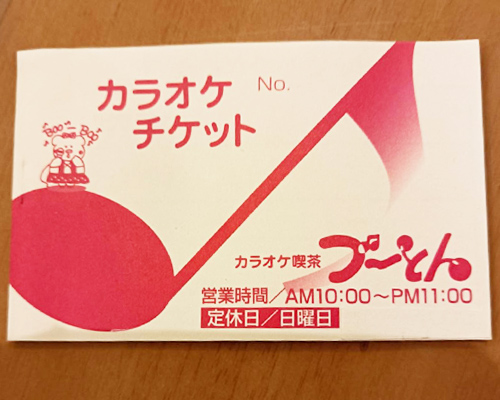 カラオケ
チケット
No.
Boo- Boo
カラオケ喫茶 ブーとん
営業時間/AM10:00〜PM11:00
定休日/日曜日